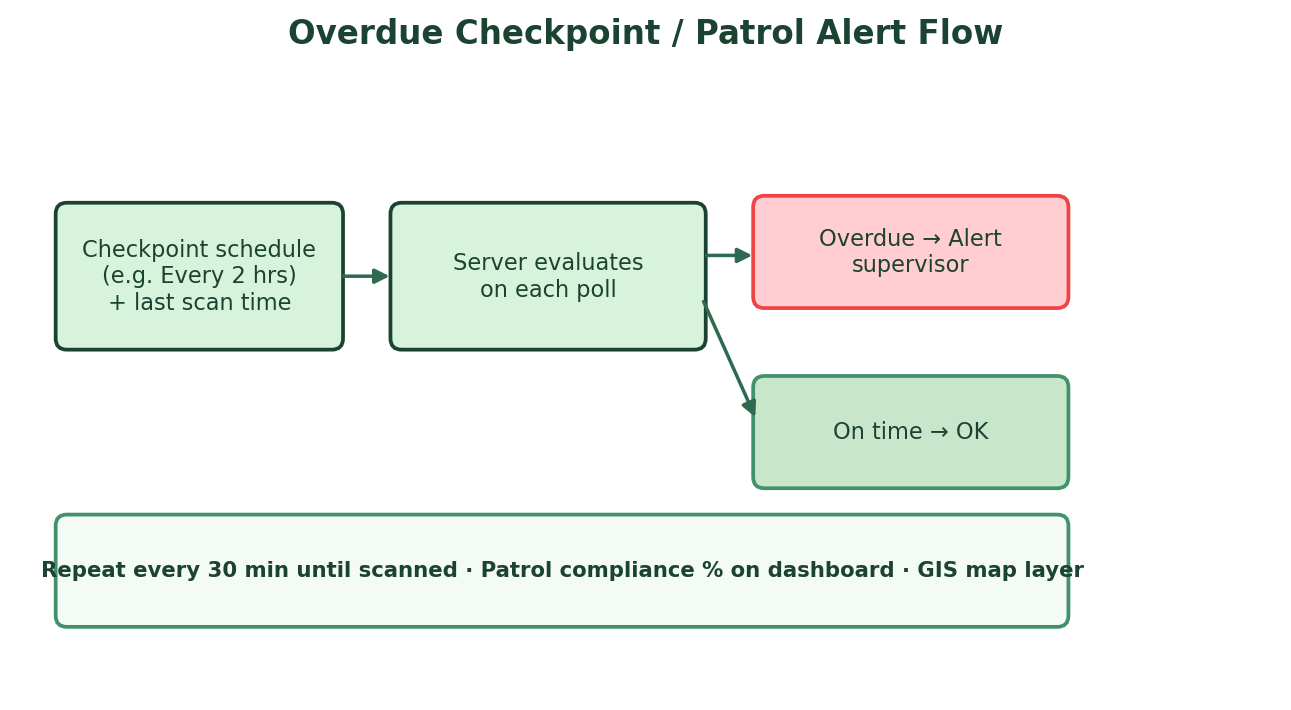 Overdue Checkpoint / Patrol Alert Flow
Checkpoint schedule
(e.g. Every 2 hrs)
+ last scan time
Server evaluates
on each poll
Overdue → Alert
supervisor
On time → OK
Repeat every 30 min until scanned · Patrol compliance % on dashboard · GIS map layer